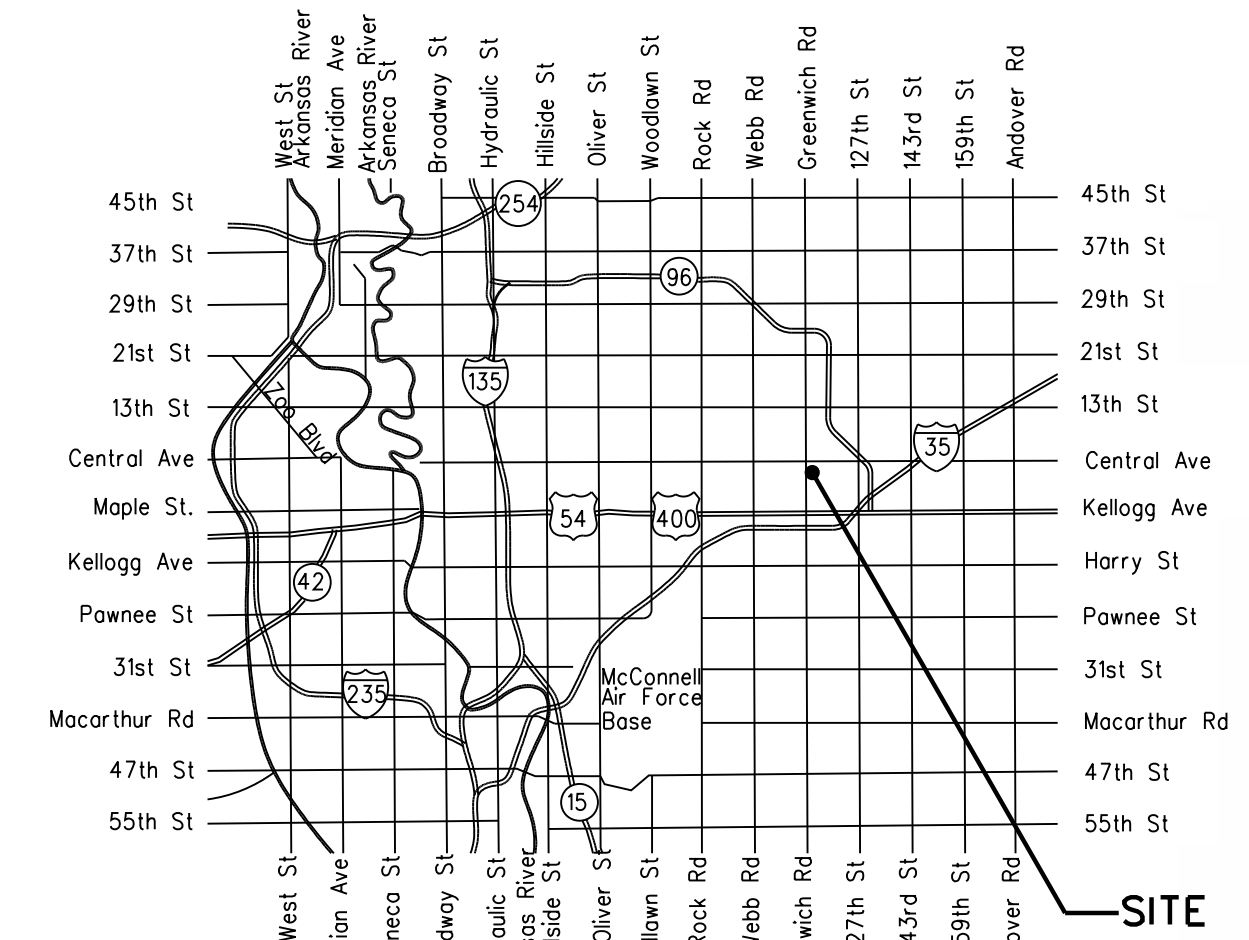 West St
Arkansas River
Meridian Ave
Arkansas River
Seneca St
Broadway St
Hydraulic St
Hillside St
Oliver St
Woodlawn St
Rock Rd
Webb Rd
Greenwich Rd
127th St
143rd St
159th St
Andover Rd
45th St
254
45th St
37th St
37th St
96
29th St
29th St
21st St
21st St
135
13th St
Zoo Blvd
13th St
35
Central Ave
Central Ave
Maple St.
54
400
Kellogg Ave
Kellogg Ave
42
Harry St
Pawnee St
Pawnee St
31st St
31st St
235
McConnell
Air Force
Base
Macarthur Rd
Macarthur Rd
47th St
47th St
15
55th St
55th St
West St
ian Ave
neca St
dway St
aulic St
sas River
lside St
Oliver St
llawn St
Rock Rd
Webb Rd
wich Rd
27th St
43rd St
59th St
over Rd
SITE